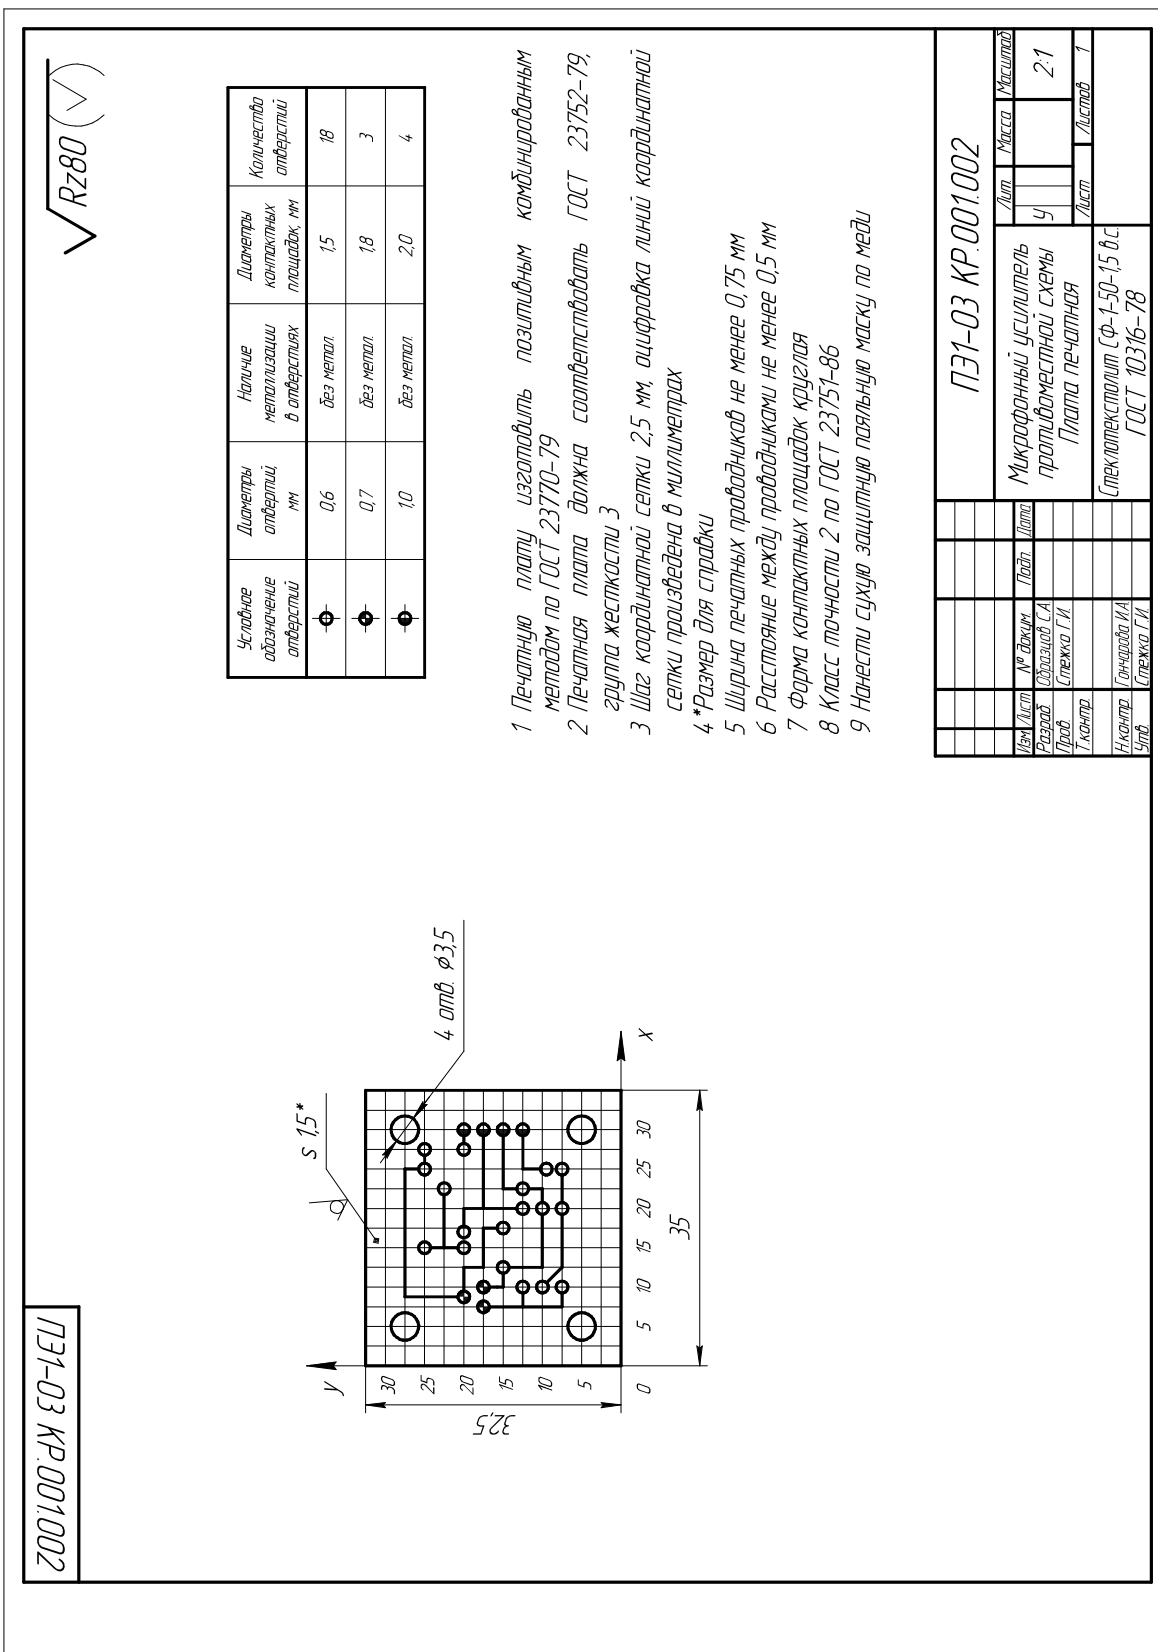 ПЭ1-03 КР.001.002
Rz80
Условное обозначение отверстий
Диаметры отвертий, мм
Наличие металлизации в отверстиях
Диаметры контактных площадок, мм
Количество отверстий
0,6 без метал. 1,5 18
0,7 без метал. 1,8 3
1,0 без метал. 2,0 4
s 1,5*
4 отв. ϕ3,5
y
30
25
20
15
10
5
0
5 10 15 20 25 30
x
32,5
35
1 Печатную плату изготовить позитивным комбинированным
методом по ГОСТ 23770-79
2 Печатная плата должна соответствовать ГОСТ 23752-79,
группа жесткости 3
3 Шаг координатной сетки 2,5 мм, оцифровка линий координатной
сетки произведена в миллиметрах
4 *Размер для справки
5 Ширина печатных проводников не менее 0,75 мм
6 Расстояние между проводниками не менее 0,5 мм
7 Форма контактных площадок круглая
8 Класс точности 2 по ГОСТ 23751-86
9 Нанести сухую защитную паяльную маску по меди
ПЭ1-03 КР.001.002
Изм. Лист № докум. Подп. Дата
Разраб. Образцов С.А.
Пров. Стежко Г.И.
Т.контр.
Н.контр. Гончарова И.А.
Утв. Стежко Г.И.
Микрофонный усилитель
противоместной схемы
Плата печатная
Лит. Масса Масштаб
У 2:1
Лист Листов 1
Стеклотекстолит СФ-1-50-1,5 в.с.
ГОСТ 10316-78